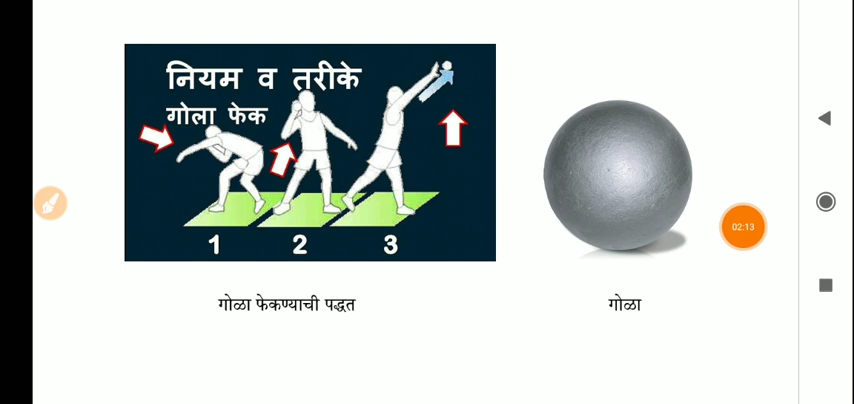 नियम व तरीके
गोला फेक
1 2 3
02:13
गोळा फेकण्याची पद्धत
गोळा